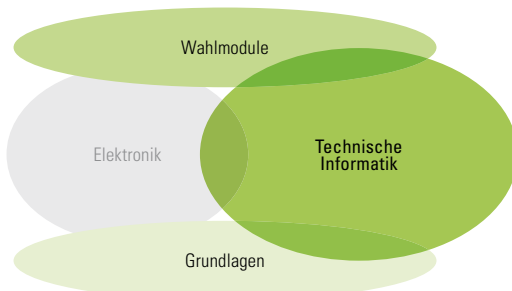 Wahlmodule
Elektronik
Technische
Informatik
Grundlagen